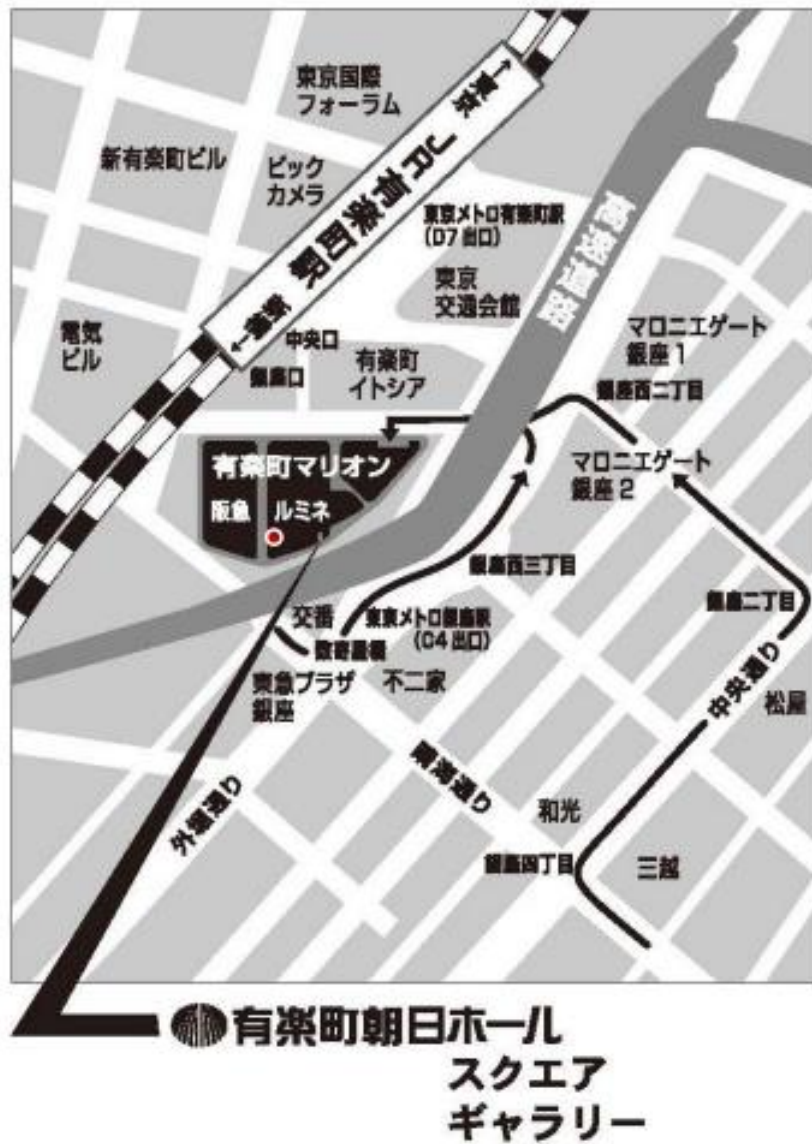 東京国際
フォーラム
新有楽町ビル
ビック
カメラ
←東京 JR有楽町駅 新橋→
東京メトロ有楽町駅
(D7出口)
高速道路
東京
交通会館
電気
ビル
中央口
銀座口
有楽町
イトシア
マロニエゲート
銀座1
銀座西二丁目
有楽町マリオン
阪急
ルミネ
マロニエゲート
銀座2
銀座西三丁目
銀座二丁目
交番
東京メトロ銀座駅
(C4出口)
数寄屋橋
東急プラザ
銀座
不二家
中央通り
松屋
晴海通り
外堀通り
和光
銀座四丁目
三越
有楽町朝日ホール
スクエア
ギャラリー